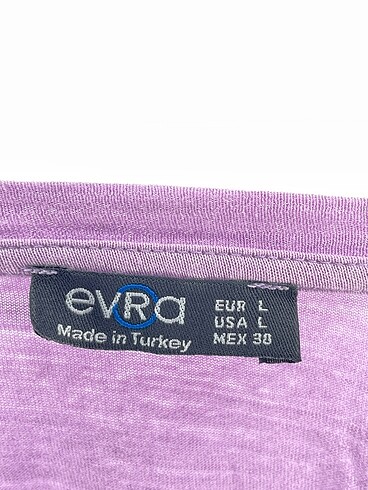 evRa
Made in Turkey
EUR L
USA L
MEX 38